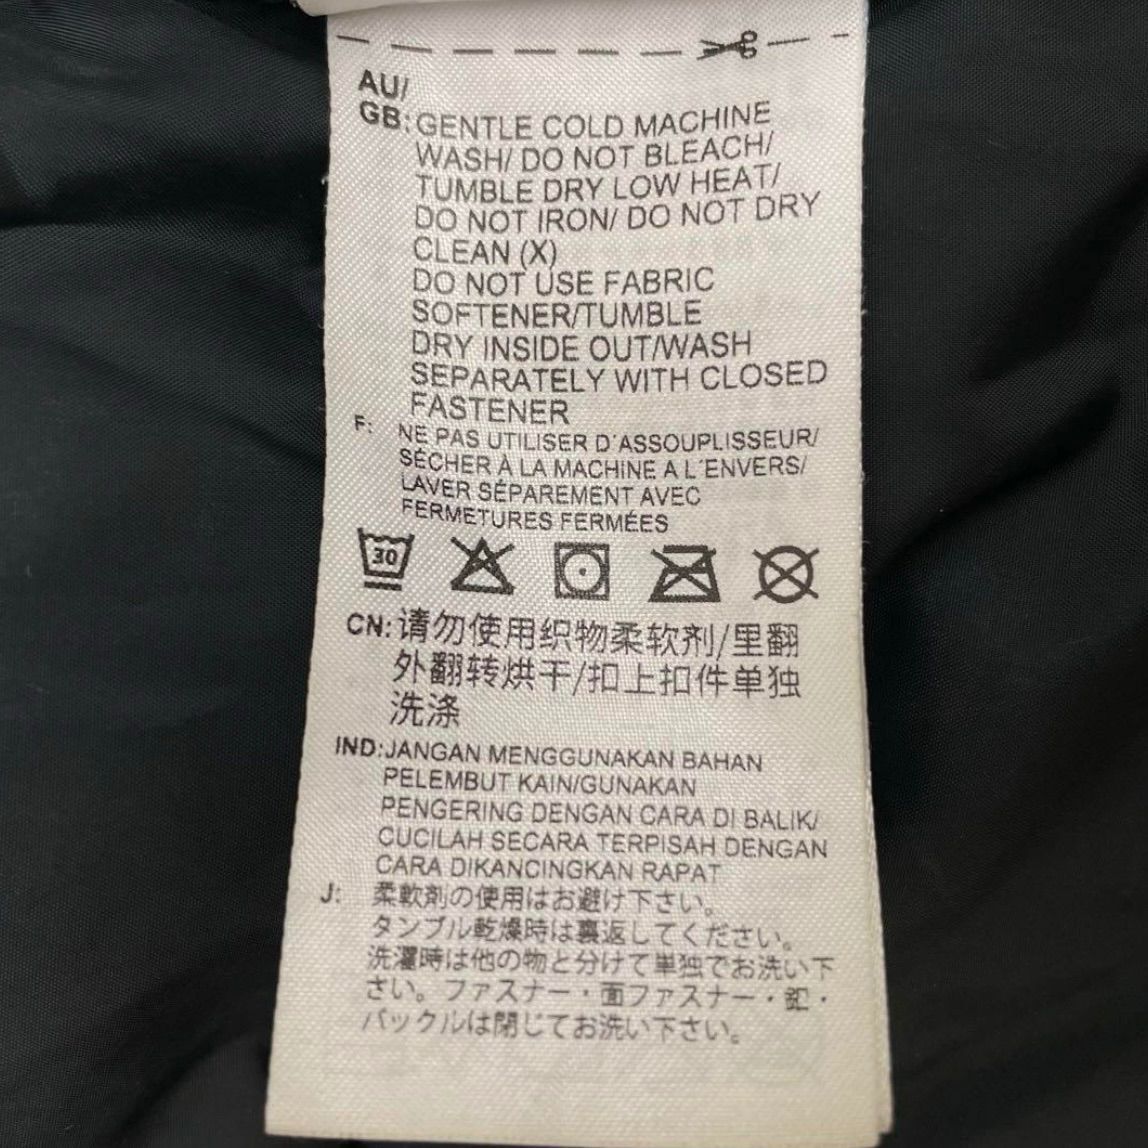 AU/
GB: GENTLE COLD MACHINE
WASH/ DO NOT BLEACH/
TUMBLE DRY LOW HEAT/
DO NOT IRON/ DO NOT DRY
CLEAN (X)
DO NOT USE FABRIC
SOFTENER/TUMBLE
DRY INSIDE OUT/WASH
SEPARATELY WITH CLOSED
FASTENER
F: NE PAS UTILISER D'ASSOUPLISSEUR/
SÉCHER À LA MACHINE A L'ENVERS/
LAVER SÉPAREMENT AVEC
FERMETURES FERMÉES
30
CN: 请勿使用织物柔软剂/里翻
外翻转烘干/扣上扣件单独
洗涤
IND: JANGAN MENGGUNAKAN BAHAN
PELEMBUT KAIN/GUNAKAN
PENGERING DENGAN CARA DI BALIK/
CUCILAH SECARA TERPISAH DENGAN
CARA DIKANCINGKAN RAPAT
J: 柔軟剤の使用はお避け下さい。
タンブル乾燥時は裏返してください。
洗濯時は他の物と分けて単独でお洗い下
さい。ファスナー・面ファスナー・釦・
バックルは閉じてお洗い下さい。